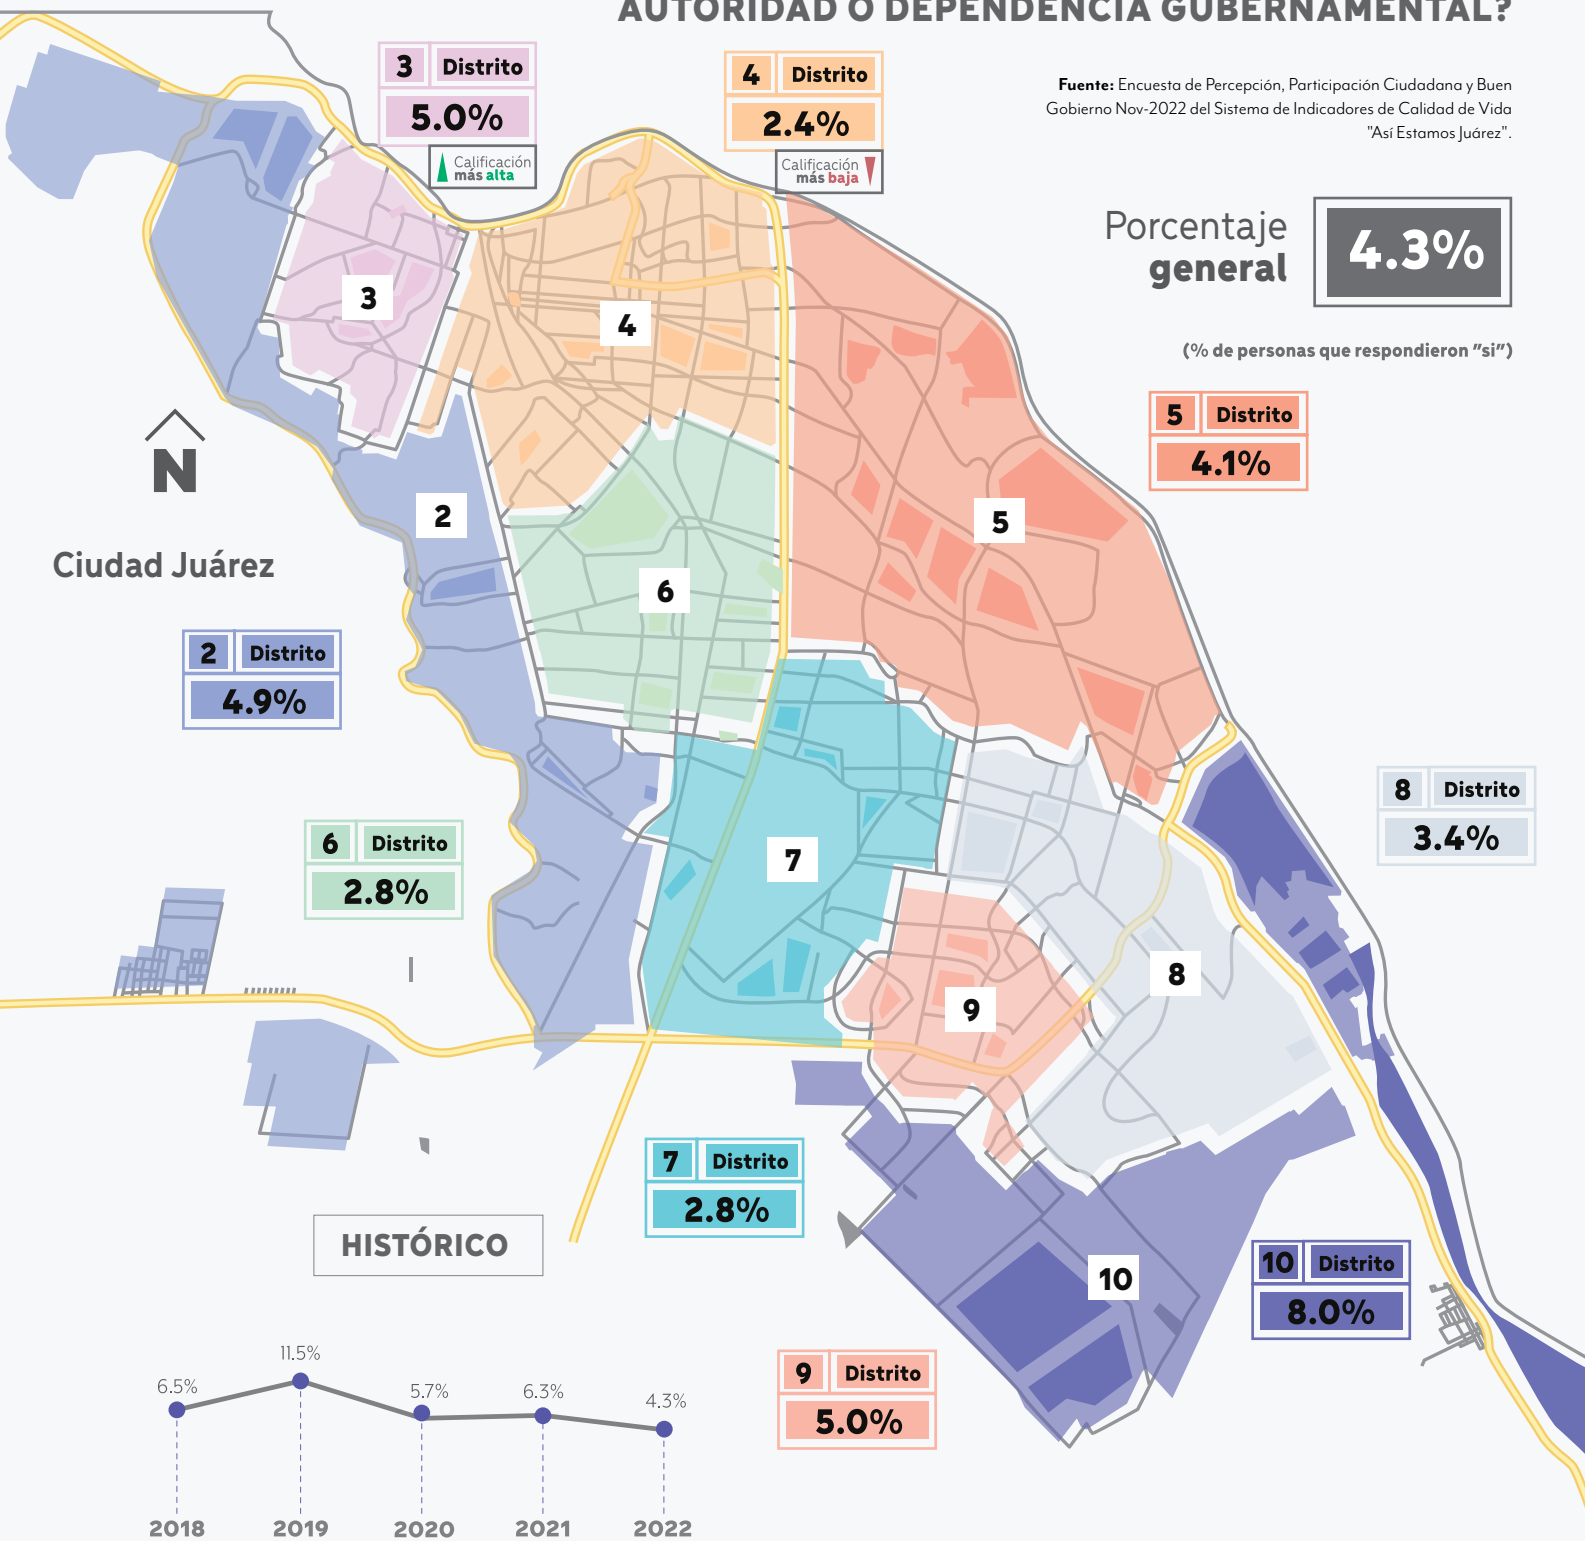 AUTORIDAD O DEPENDENCIA GUBERNAMENTAL?
Fuente: Encuesta de Percepción, Participación Ciudadana y Buen
Gobierno Nov-2022 del Sistema de Indicadores de Calidad de Vida
"Así Estamos Juárez".
3 Distrito
5.0%
Calificación
más alta
4 Distrito
2.4%
Calificación
más baja
Porcentaje
general
4.3%
(% de personas que respondieron "si")
5 Distrito
4.1%
3
4
N
2
5
6
Ciudad Juárez
2 Distrito
4.9%
8 Distrito
3.4%
6 Distrito
2.8%
7
8
9
7 Distrito
2.8%
10
10 Distrito
8.0%
9 Distrito
5.0%
HISTÓRICO
6.5%
11.5%
5.7%
6.3%
4.3%
2018
2019
2020
2021
2022